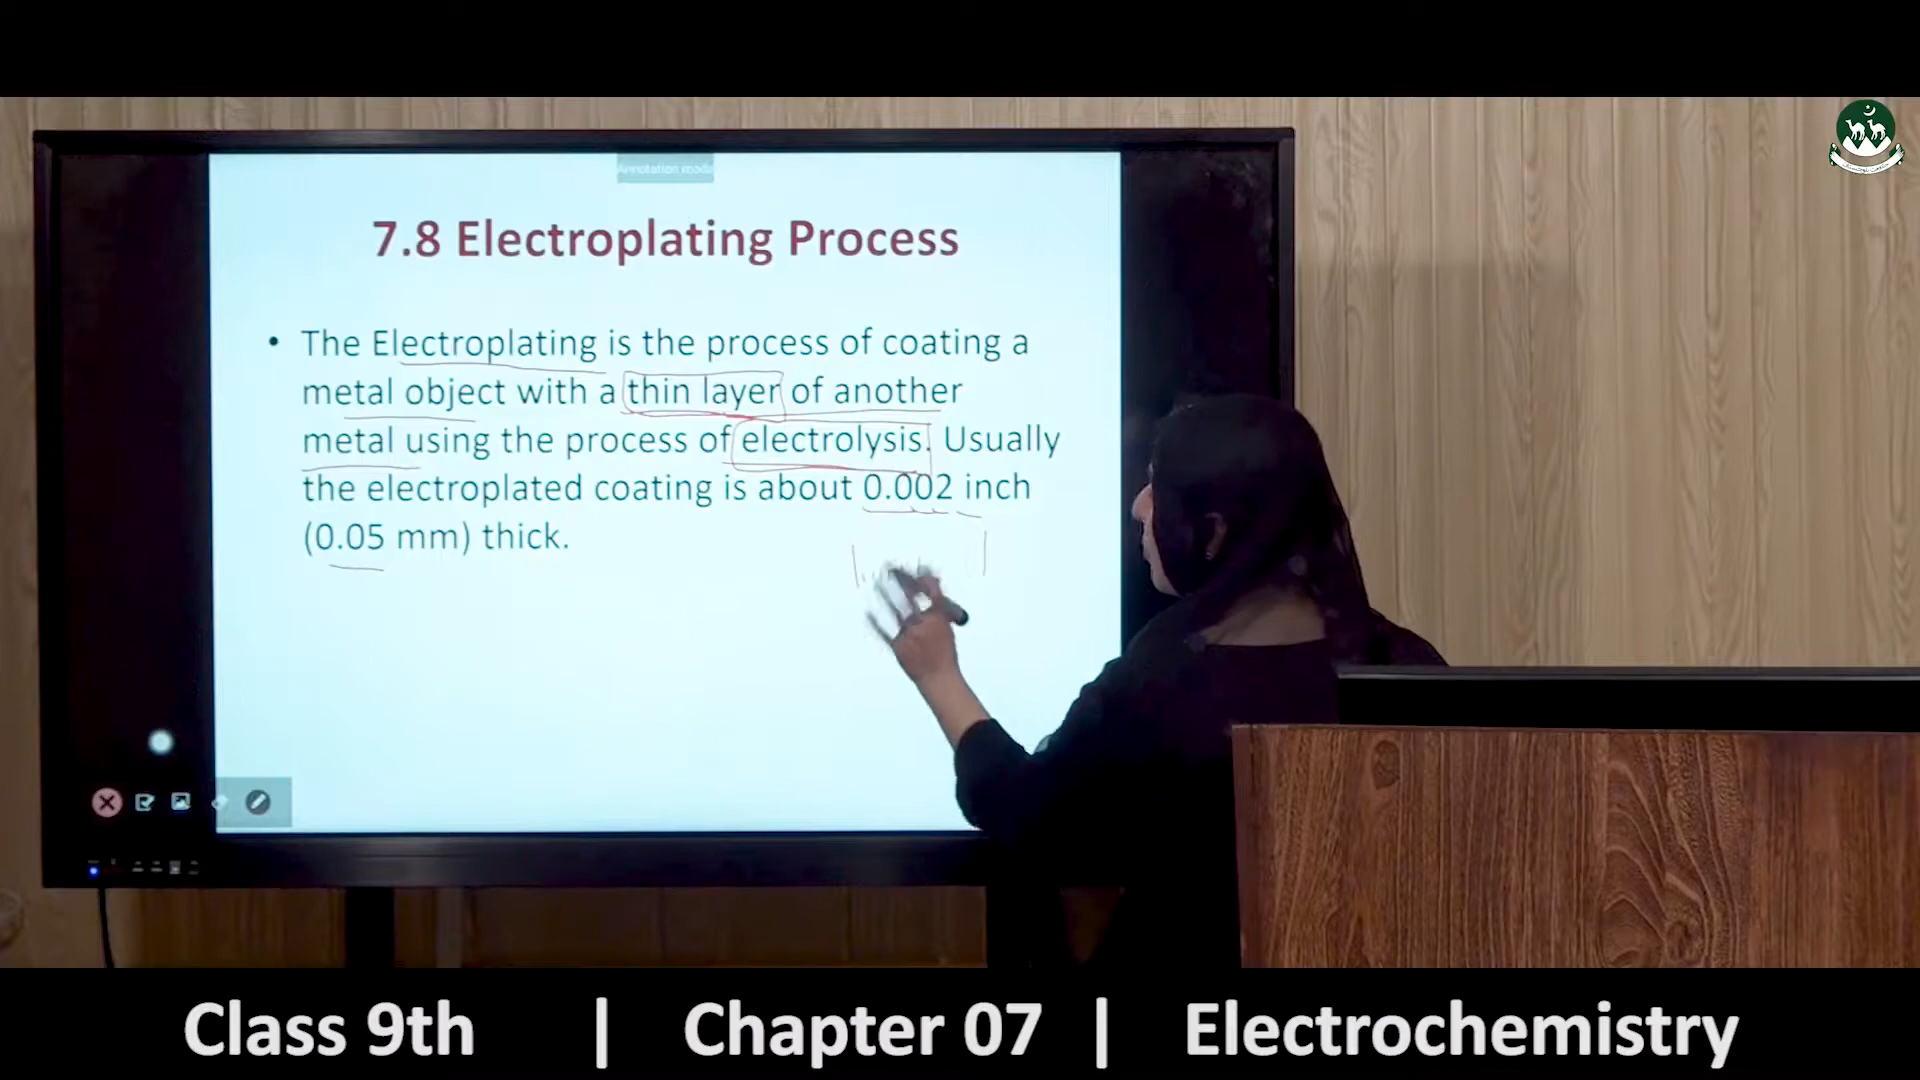 Annotation mode
7.8 Electroplating Process
• The Electroplating is the process of coating a
metal object with a thin layer of another
metal using the process of electrolysis. Usually
the electroplated coating is about 0.002 inch
(0.05 mm) thick.
Class 9th | Chapter 07 | Electrochemistry